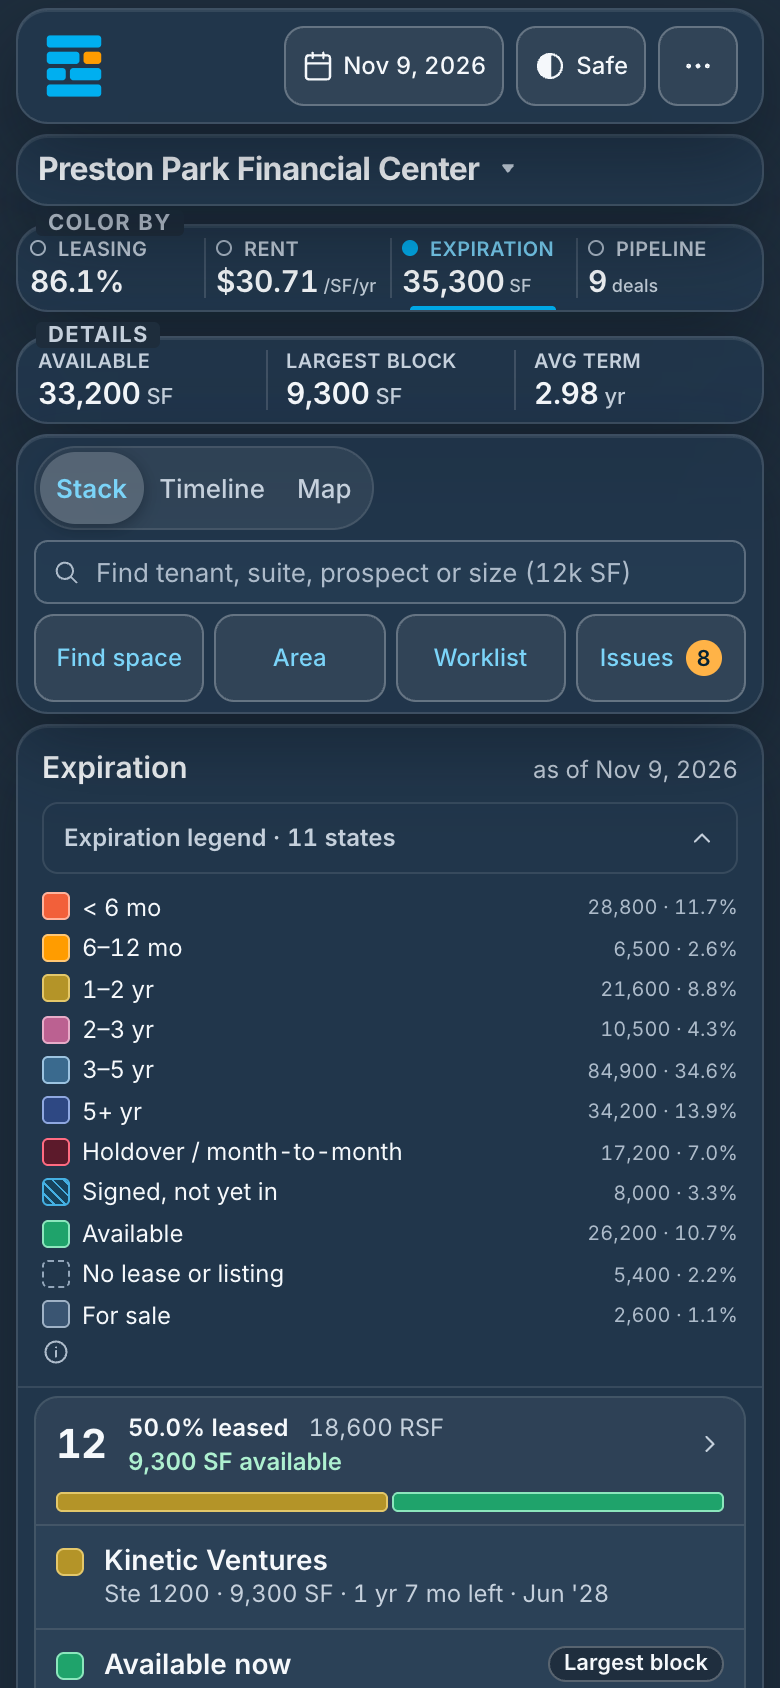 Nov 9, 2026
Safe
Preston Park Financial Center
COLOR BY
LEASING
86.1%
RENT
$30.71 /SF/yr
EXPIRATION
35,300 SF
PIPELINE
9 deals
DETAILS
AVAILABLE
33,200 SF
LARGEST BLOCK
9,300 SF
AVG TERM
2.98 yr
Stack Timeline Map
Find tenant, suite, prospect or size (12k SF)
Find space Area Worklist Issues 8
Expiration as of Nov 9, 2026
Expiration legend · 11 states
< 6 mo 28,800 · 11.7%
6–12 mo 6,500 · 2.6%
1–2 yr 21,600 · 8.8%
2–3 yr 10,500 · 4.3%
3–5 yr 84,900 · 34.6%
5+ yr 34,200 · 13.9%
Holdover / month-to-month 17,200 · 7.0%
Signed, not yet in 8,000 · 3.3%
Available 26,200 · 10.7%
No lease or listing 5,400 · 2.2%
For sale 2,600 · 1.1%
12 50.0% leased 18,600 RSF
9,300 SF available
Kinetic Ventures
Ste 1200 · 9,300 SF · 1 yr 7 mo left · Jun '28
Available now Largest block